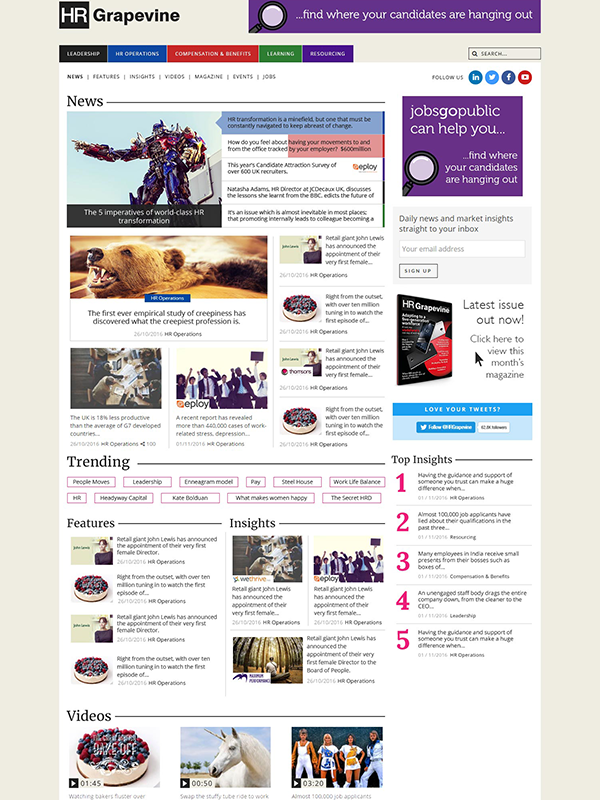 HR Grapevine
...find where your candidates are hanging out
LEADERSHIP
HR OPERATIONS
COMPENSATION & BENEFITS
LEARNING
RESOURCING
SEARCH...
NEWS | FEATURES | INSIGHTS | VIDEOS | MAGAZINE | EVENTS | JOBS
FOLLOW US
News
The 5 imperatives of world-class HR
transformation
HR transformation is a minefield, but one that must be
constantly navigated to keep abreast of change.
How do you feel about having your movements to and
from the office tracked by your employer? $600million
This year's Candidate Attraction Survey of
over 600 UK recruiters.
eploy
Natasha Adams, HR Director at JCDecaux UK, discusses
the lessons she learnt from the BBC, edicts the future of
It's an issue which is almost inevitable in most places;
that promoting internally leads to colleague becoming a
jobsgopublic
can help you...
...find where
your candidates
are hanging out
Daily news and market insights
straight to your inbox
Your email address
SIGN UP
HR Operations
The first ever empirical study of creepiness has
discovered what the creepiest profession is.
26/10/2016 HR Operations
John Lewis
Retail giant John Lewis
has announced the
appointment of their
very first female...
26/10/2016 HR Operations
Right from the outset,
with over ten million
tuning in to watch the
first episode of...
26/10/2016 HR Operations
The UK is 18% less productive
than the average of G7 developed
countries...
26/10/2016 HR Operations 100
eploy
A recent report has revealed
more than 440,000 cases of work-
related stress, depression...
01/11/2016 HR Operations
thomsons
Retail giant John Lewis
has announced the
appointment of their
very first female...
26/10/2016 HR Operations
Right from the outset,
with over ten million
tuning in to watch the
first episode of...
26/10/2016 HR Operations
HR Grapevine
Adapting to a
five-generation
workforce
Latest issue
out now!
Click here to
view this
month's
magazine
LOVE YOUR TWEETS?
Follow @HRGrapevine
62.8K followers
Trending
People Moves
Leadership
Enneagram model
Pay
Steel House
Work Life Balance
HR
Headyway Capital
Kate Bolduan
What makes women happy
The Secret HRD
Top Insights
1
Having the guidance and support of
someone you trust can make a huge
difference when...
01 / 11 /2016 HR Operations
2
Almost 100,000 job applicants have
lied about their qualifications in the
past three...
01 / 11 /2016 Resourcing
3
Many employees in India receive small
presents from their bosses such as
boxes of...
01 / 11 /2016 Compensation & Benefits
4
An unengaged staff body drags the entire
company down, from the cleaner to the
CEO...
01 / 11 /2016 Leadership
5
Having the guidance and support of
someone you trust can make a huge
difference when...
01 / 11 /2016 HR Operations
Features
John Lewis
Retail giant John Lewis has announced
the appointment of their very first
female Director.
26/10/2016 HR Operations
Right from the outset, with over ten
million tuning in to watch the first
episode of...
26/10/2016 HR Operations
John Lewis
Retail giant John Lewis has announced
the appointment of their very first
female Director.
26/10/2016 HR Operations
Right from the outset, with over ten
million tuning in to watch the first
episode of...
26/10/2016 HR Operations
Insights
wethrive...
Retail giant John Lewis
has announced the
appointment of their very
first female...
26/10/2016 HR Operations
eploy
Retail giant John Lewis
has announced the
appointment of their very
first female...
26/10/2016 HR Operations
MAXIMUM
PERFORMANCE
Retail giant John Lewis has
announced the
appointment of their very
first female Director to the
Board of People.
26/10/2016 HR Operations
Videos
BAKE OFF
01:45
Watching bakers fluster over
00:50
Swap the stuffy tube ride to work
03:20
Almost 100,000 job applicants